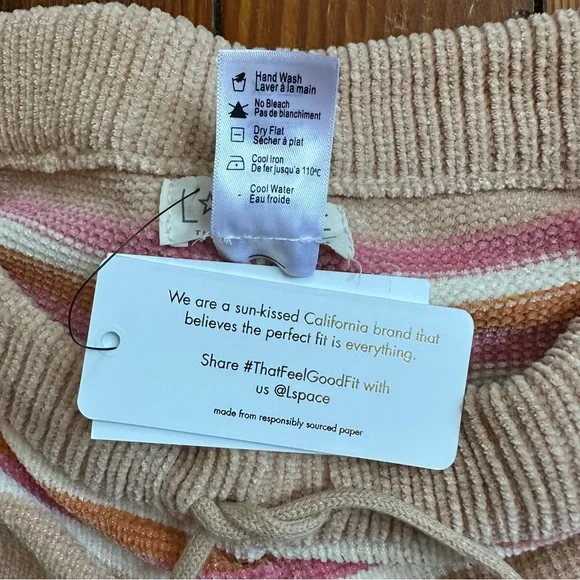 Hand Wash
Laver à la main
No Bleach
Pas de blanchiment
Dry Flat
Sécher à plat
Cool Iron
De fer jusqu'a 110ºC
Cool Water
Eau froide
L
We are a sun-kissed California brand that
believes the perfect fit is everything.
Share #ThatFeelGoodFit with
us @Lspace
made from responsibly sourced paper